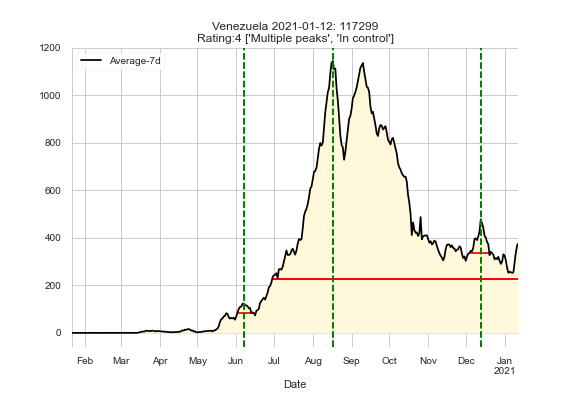 Venezuela 2021-01-12: 117299
Rating:4 ['Multiple peaks', 'In control']
Average-7d
1200
1000
800
600
400
200
0
Feb Mar Apr May Jun Jul Aug Sep Oct Nov Dec Jan
2021
Date